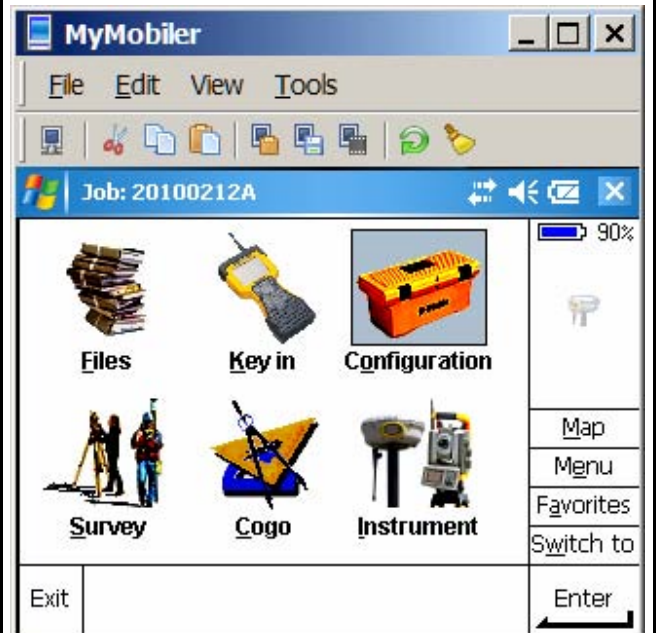 MyMobiler
File Edit View Tools
Job: 20100212A
90%
Files Key in Configuration
Survey Cogo Instrument
Map
Menu
Favorites
Switch to
Exit Enter